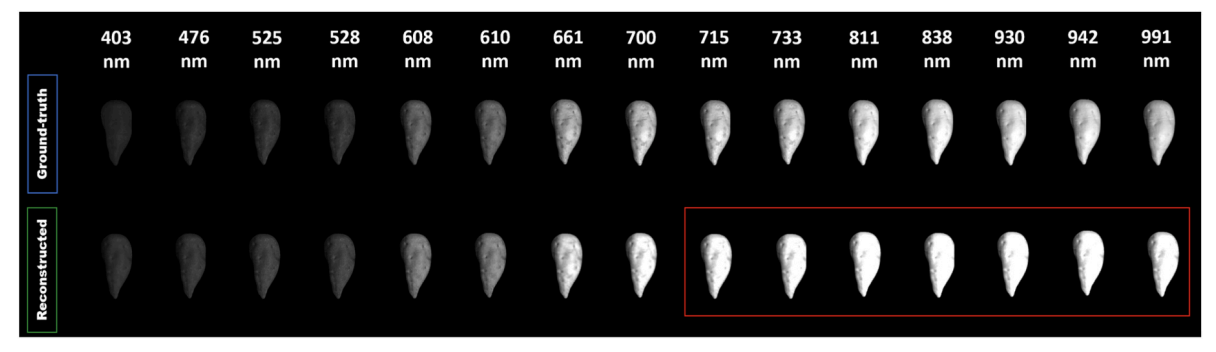 403 476 525 528 608 610 661 700 715 733 811 838 930 942 991
nm nm nm nm nm nm nm nm nm nm nm nm nm nm nm
Ground-truth
Reconstructed